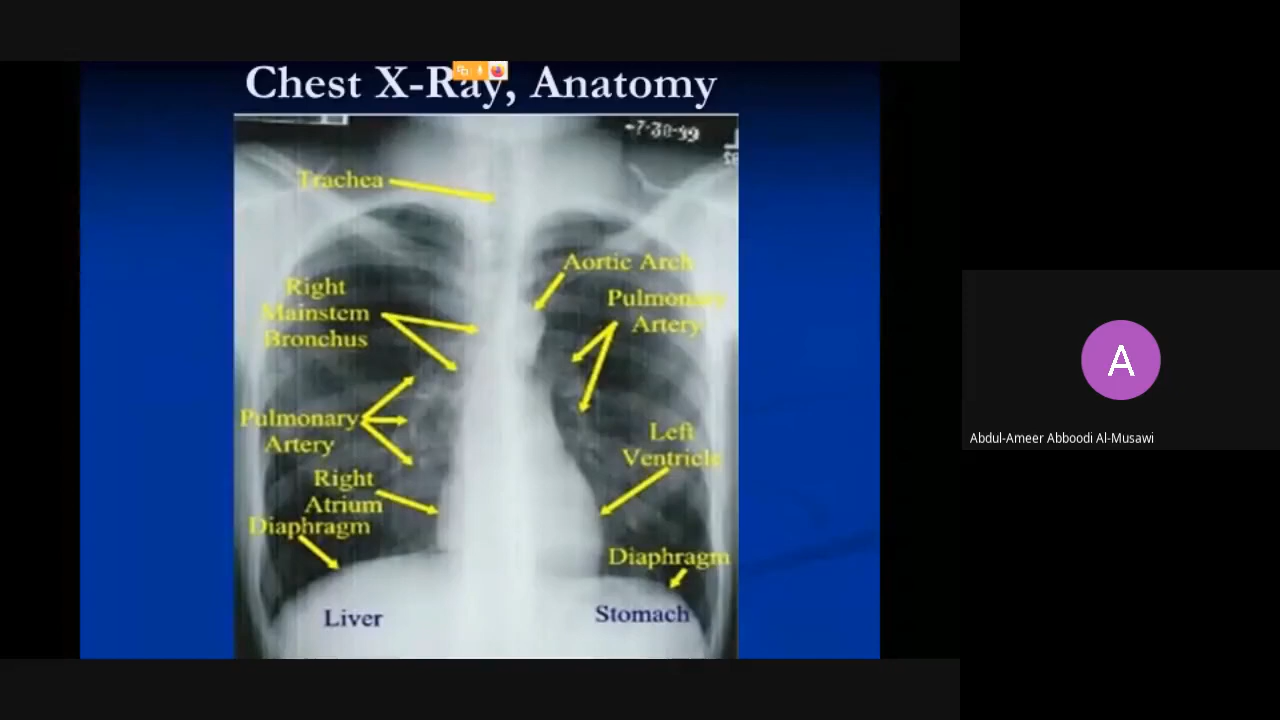 Chest X-Ray, Anatomy
-7-30-99
Trachea
Aortic Arch
Right
Mainstem
Bronchus
Pulmonary
Artery
Pulmonary
Artery
Left
Ventricle
Right
Atrium
Diaphragm
Diaphragm
Liver
Stomach
A
Abdul-Ameer Abboodi Al-Musawi